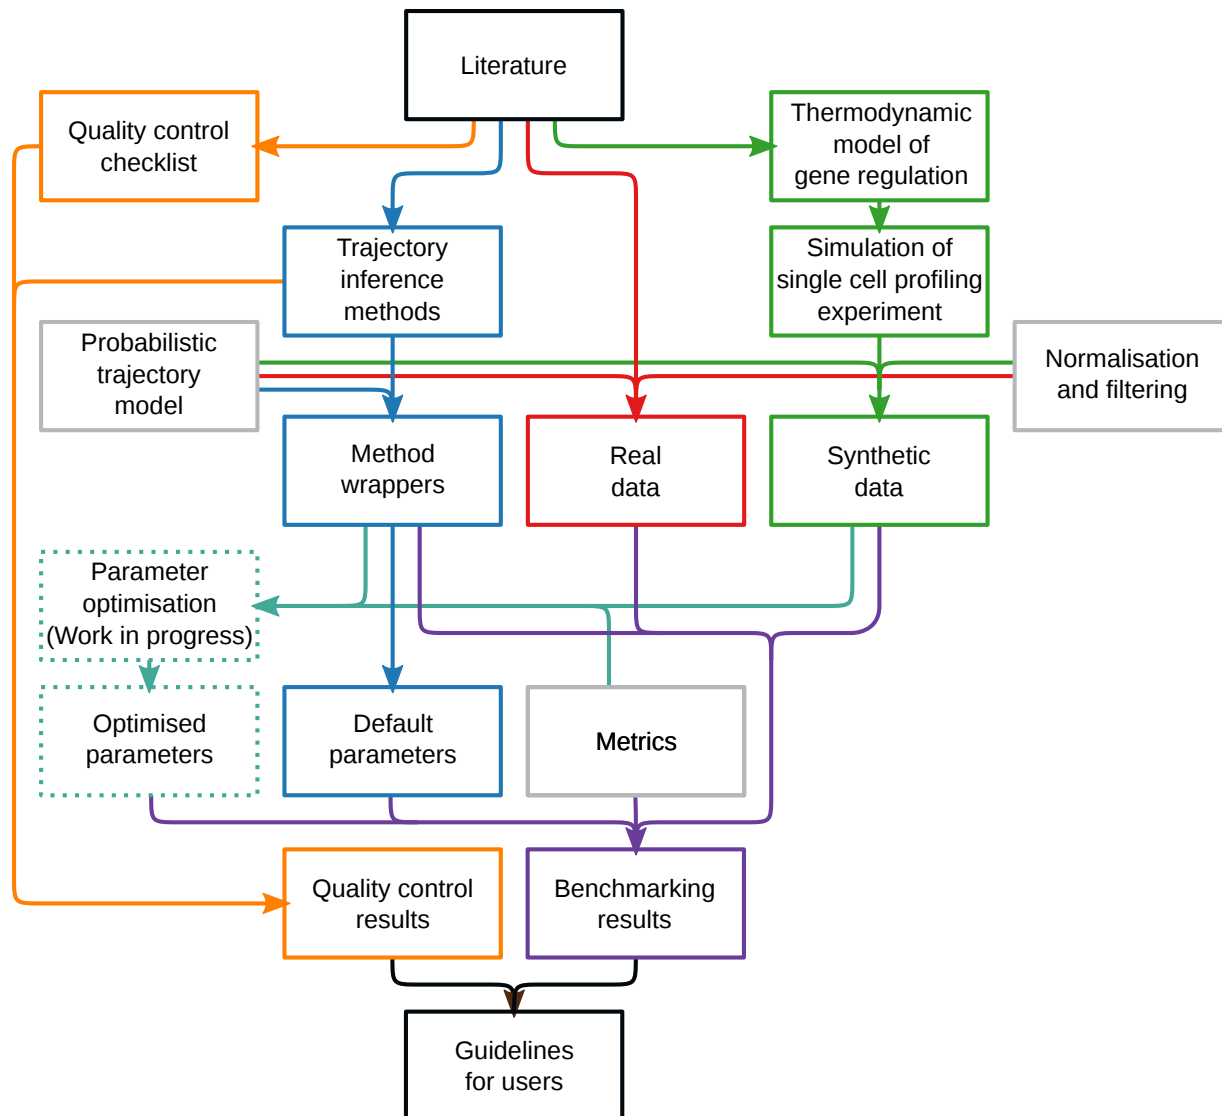 Literature
Quality control
checklist
Thermodynamic
model of
gene regulation
Trajectory
inference
methods
Simulation of
single cell profiling
experiment
Probabilistic
trajectory
model
Normalisation
and filtering
Method
wrappers
Real
data
Synthetic
data
Parameter
optimisation
(Work in progress)
Optimised
parameters
Default
parameters
Metrics
Quality control
results
Benchmarking
results
Guidelines
for users